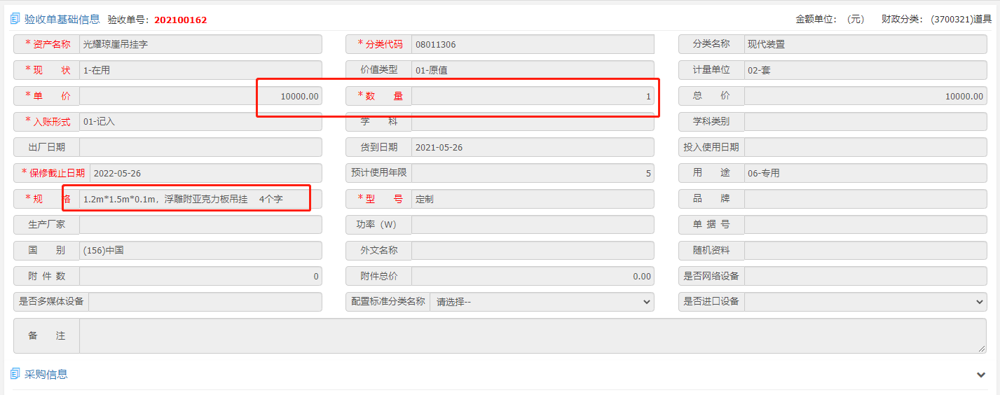 验收单基础信息 验收单号：202100162 金额单位：（元） 财政分类：(3700321)道具
* 资产名称 光耀琼崖吊挂字 * 分类代码 08011306 分类名称 现代装置
* 现 状 1-在用 价值类型 01-原值 计量单位 02-套
* 单 价 10000.00 * 数 量 1 总 价 10000.00
* 入账形式 01-记入 学 科 学科类别
出厂日期 货到日期 2021-05-26 投入使用日期
* 保修截止日期 2022-05-26 预计使用年限 5 用 途 06-专用
* 规 格 1.2m*1.5m*0.1m，浮雕附亚克力板吊挂 4个字 * 型 号 定制 品 牌
生产厂家 功率（W） 单 据 号
国 别 (156)中国 外文名称 随机资料
附 件 数 0 附件总价 0.00 是否网络设备
是否多媒体设备 配置标准分类名称 请选择-- 是否进口设备
备 注
采购信息